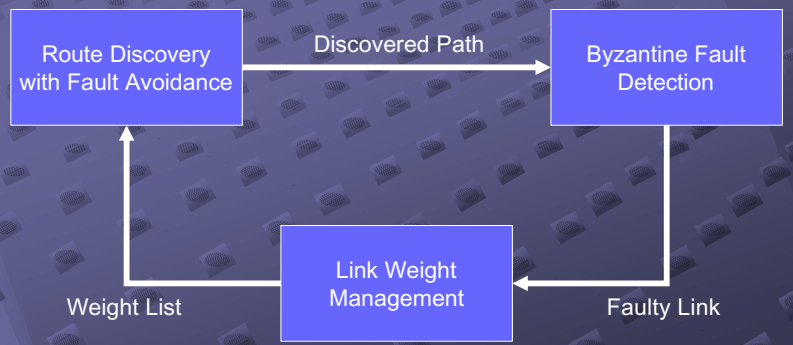 Route Discovery
with Fault Avoidance
Discovered Path
Byzantine Fault
Detection
Link Weight
Management
Weight List
Faulty Link